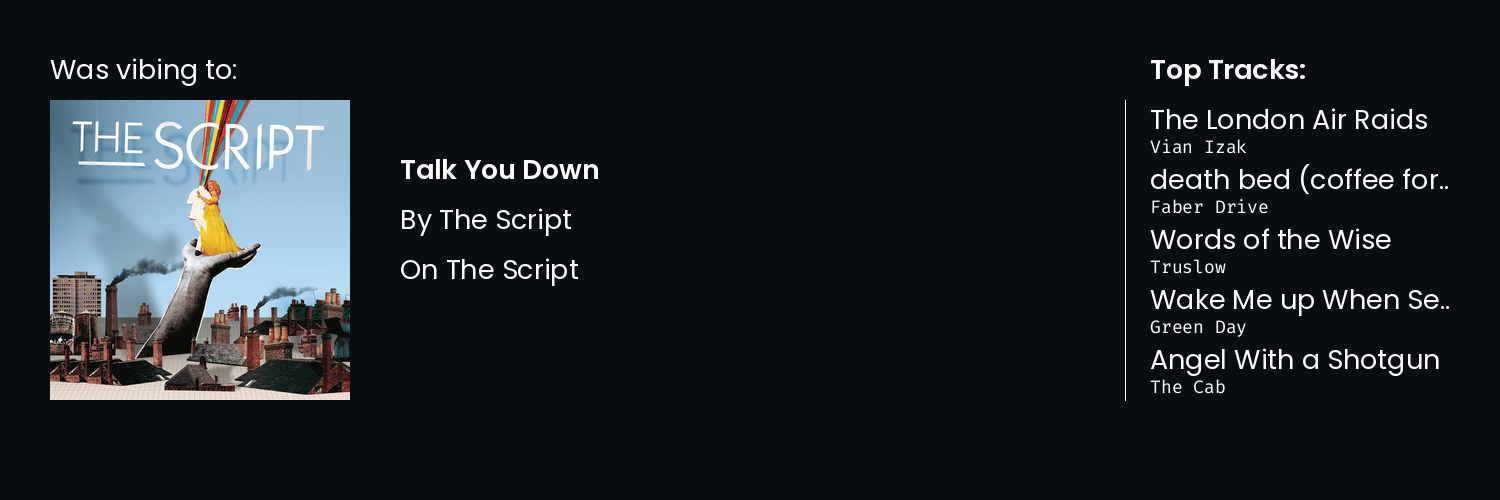 Was vibing to:
THE SCRIPT
Talk You Down
By The Script
On The Script
Top Tracks:
The London Air Raids
Vian Izak
death bed (coffee for..
Faber Drive
Words of the Wise
Truslow
Wake Me up When Se..
Green Day
Angel With a Shotgun
The Cab